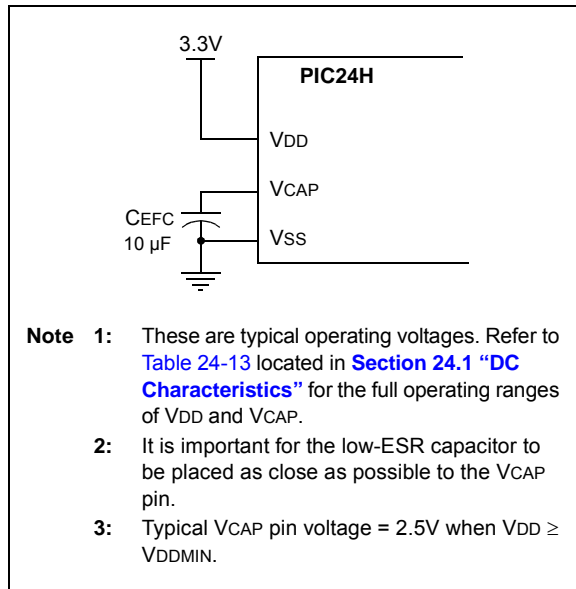 3.3V
PIC24H
VDD
VCAP
CEFC
10 µF
VSS
Note 1: These are typical operating voltages. Refer to
Table 24-13 located in Section 24.1 “DC
Characteristics” for the full operating ranges
of VDD and VCAP.
2: It is important for the low-ESR capacitor to
be placed as close as possible to the VCAP
pin.
3: Typical VCAP pin voltage = 2.5V when VDD ≥
VDDMIN.